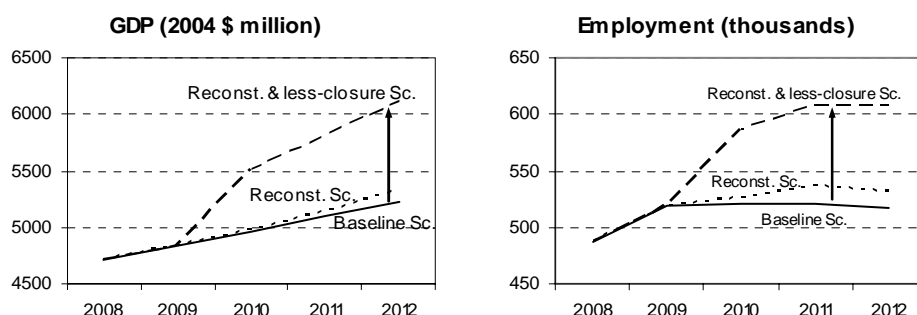 GDP (2004 $ million)
6500
6000
5500
5000
4500
Reconst. & less-closure Sc.
Reconst. Sc.
Baseline Sc.
2008 2009 2010 2011 2012
Employment (thousands)
650
600
550
500
450
Reconst. & less-closure Sc.
Reconst. Sc.
Baseline Sc.
2008 2009 2010 2011 2012